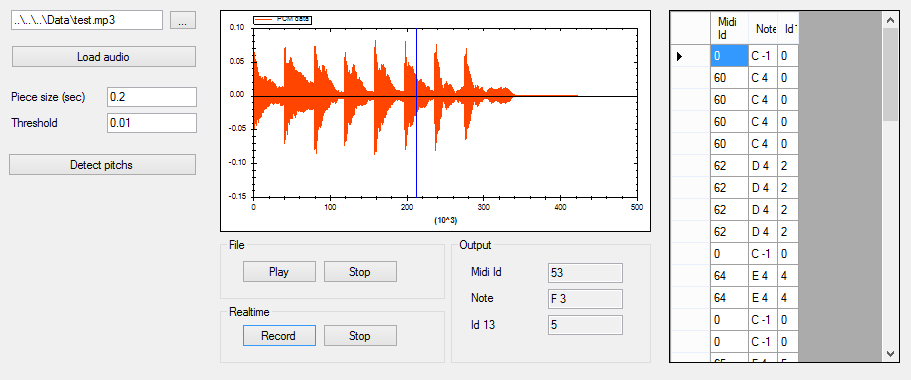 ..\..\..\Data\test.mp3
...
Load audio
Piece size (sec) 0.2
Threshold 0.01
Detect pitchs
PCM data
0.10
0.05
0.00
-0.05
-0.10
-0.15
0 100 200 300 400 500
(10^3)
File
Play Stop
Realtime
Record Stop
Output
Midi Id 53
Note F 3
Id 13 5
Midi Id Note Id 1
0 C -1 0
60 C 4 0
60 C 4 0
60 C 4 0
60 C 4 0
62 D 4 2
62 D 4 2
62 D 4 2
62 D 4 2
0 C -1 0
64 E 4 4
64 E 4 4
0 C -1 0
0 C -1 0